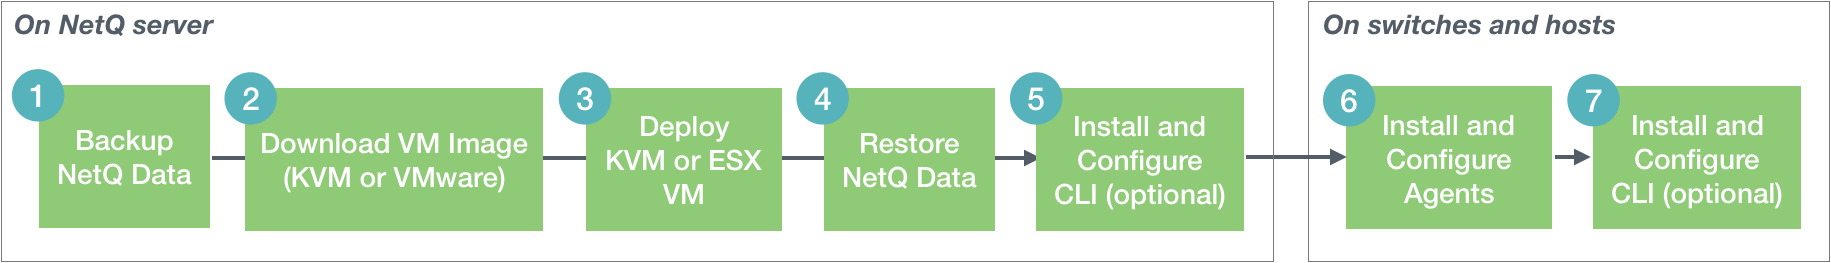 On NetQ server
1
Backup
NetQ Data
2
Download VM Image
(KVM or VMware)
3
Deploy
KVM or ESX
VM
4
Restore
NetQ Data
5
Install and
Configure
CLI (optional)
On switches and hosts
6
Install and
Configure
Agents
7
Install and
Configure
CLI (optional)